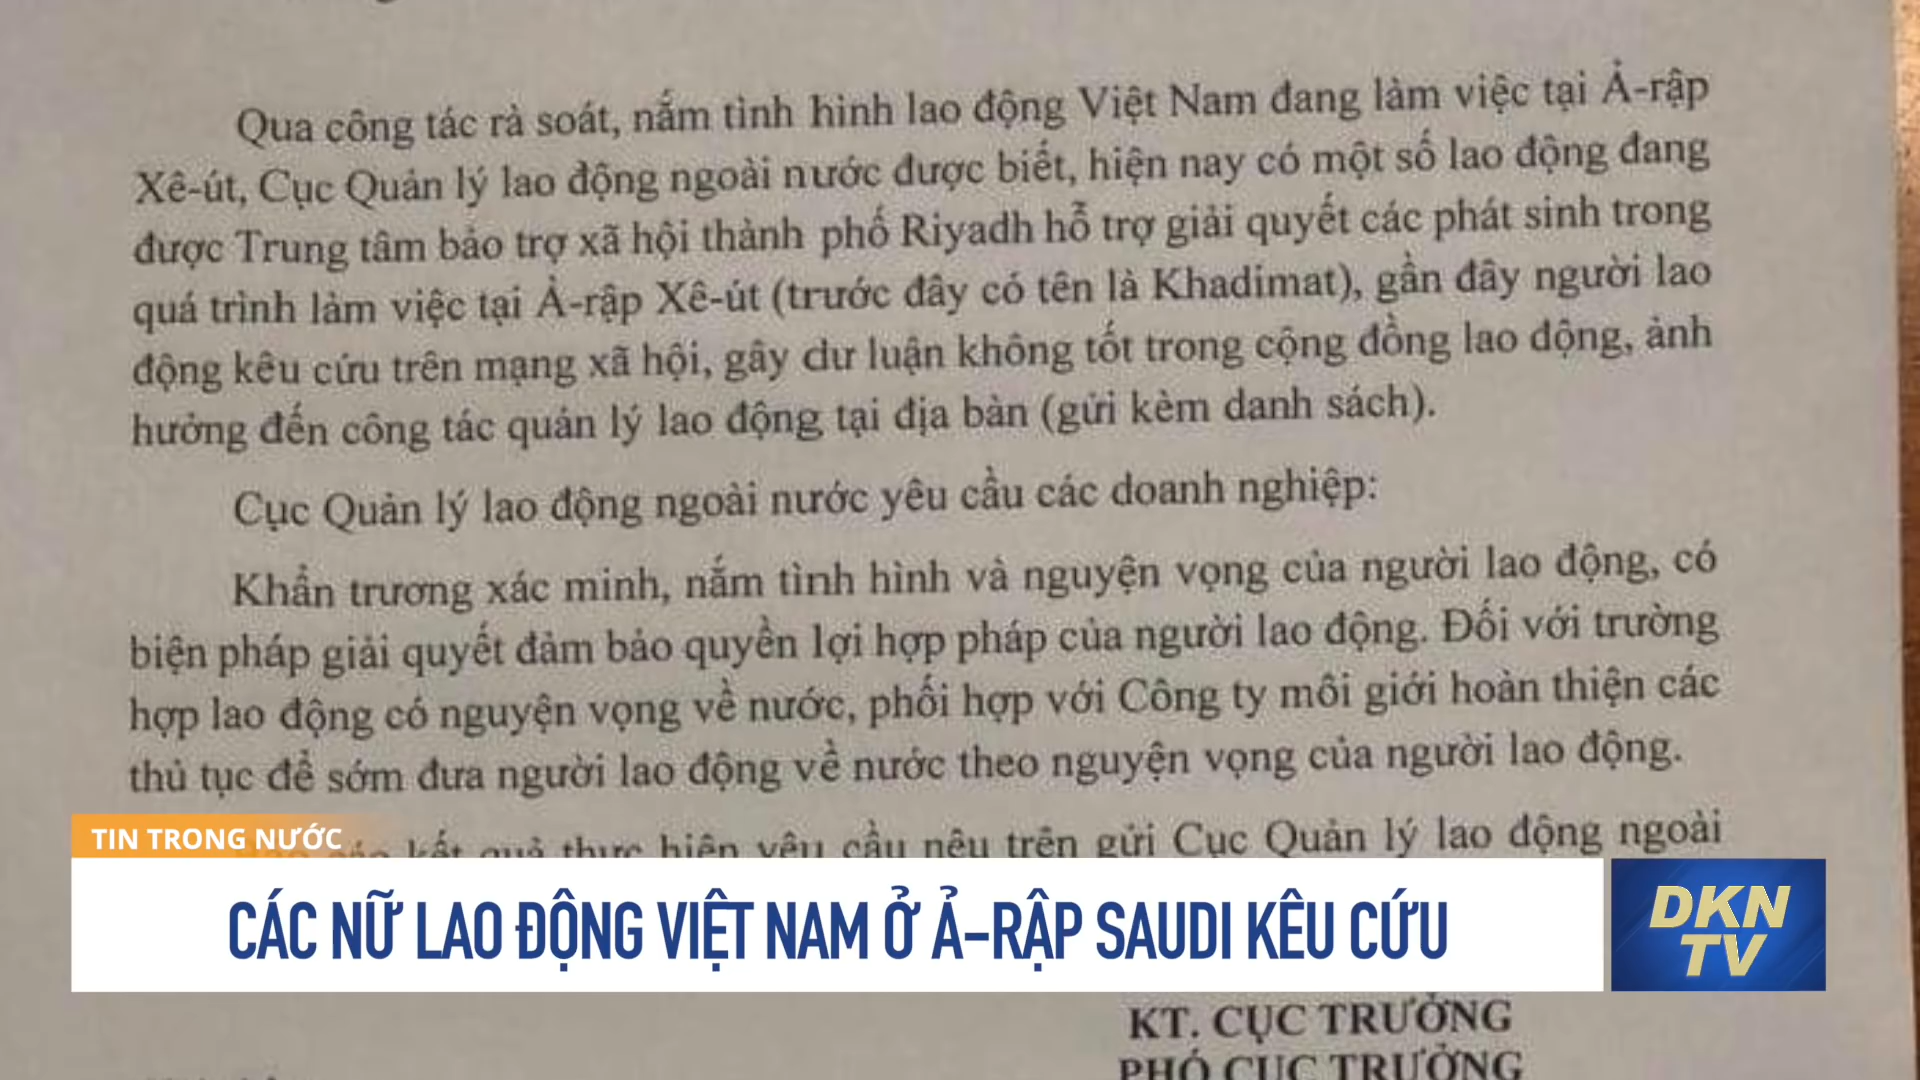 Qua công tác rà soát, nắm tình hình lao động Việt Nam đang làm việc tại Ả-rập
Xê-út, Cục Quản lý lao động ngoài nước được biết, hiện nay có một số lao động đang
được Trung tâm bảo trợ xã hội thành phố Riyadh hỗ trợ giải quyết các phát sinh trong
quá trình làm việc tại Ả-rập Xê-út (trước đây có tên là Khadimat), gần đây người lao
động kêu cứu trên mạng xã hội, gây dư luận không tốt trong cộng đồng lao động, ảnh
hưởng đến công tác quản lý lao động tại địa bàn (gửi kèm danh sách).
Cục Quản lý lao động ngoài nước yêu cầu các doanh nghiệp:
Khẩn trương xác minh, nắm tình hình và nguyện vọng của người lao động, có
biện pháp giải quyết đảm bảo quyền lợi hợp pháp của người lao động. Đối với trường
hợp lao động có nguyện vọng về nước, phối hợp với Công ty môi giới hoàn thiện các
thủ tục để sớm đưa người lao động về nước theo nguyện vọng của người lao động.
kết quả thực hiện yêu cầu nêu trên gửi Cục Quản lý lao động ngoài
TIN TRONG NƯỚC
CÁC NỮ LAO ĐỘNG VIỆT NAM Ở Ả-RẬP SAUDI KÊU CỨU
DKN
TV
KT. CỤC TRƯỞNG
PHÓ CỤC TRƯỞNG